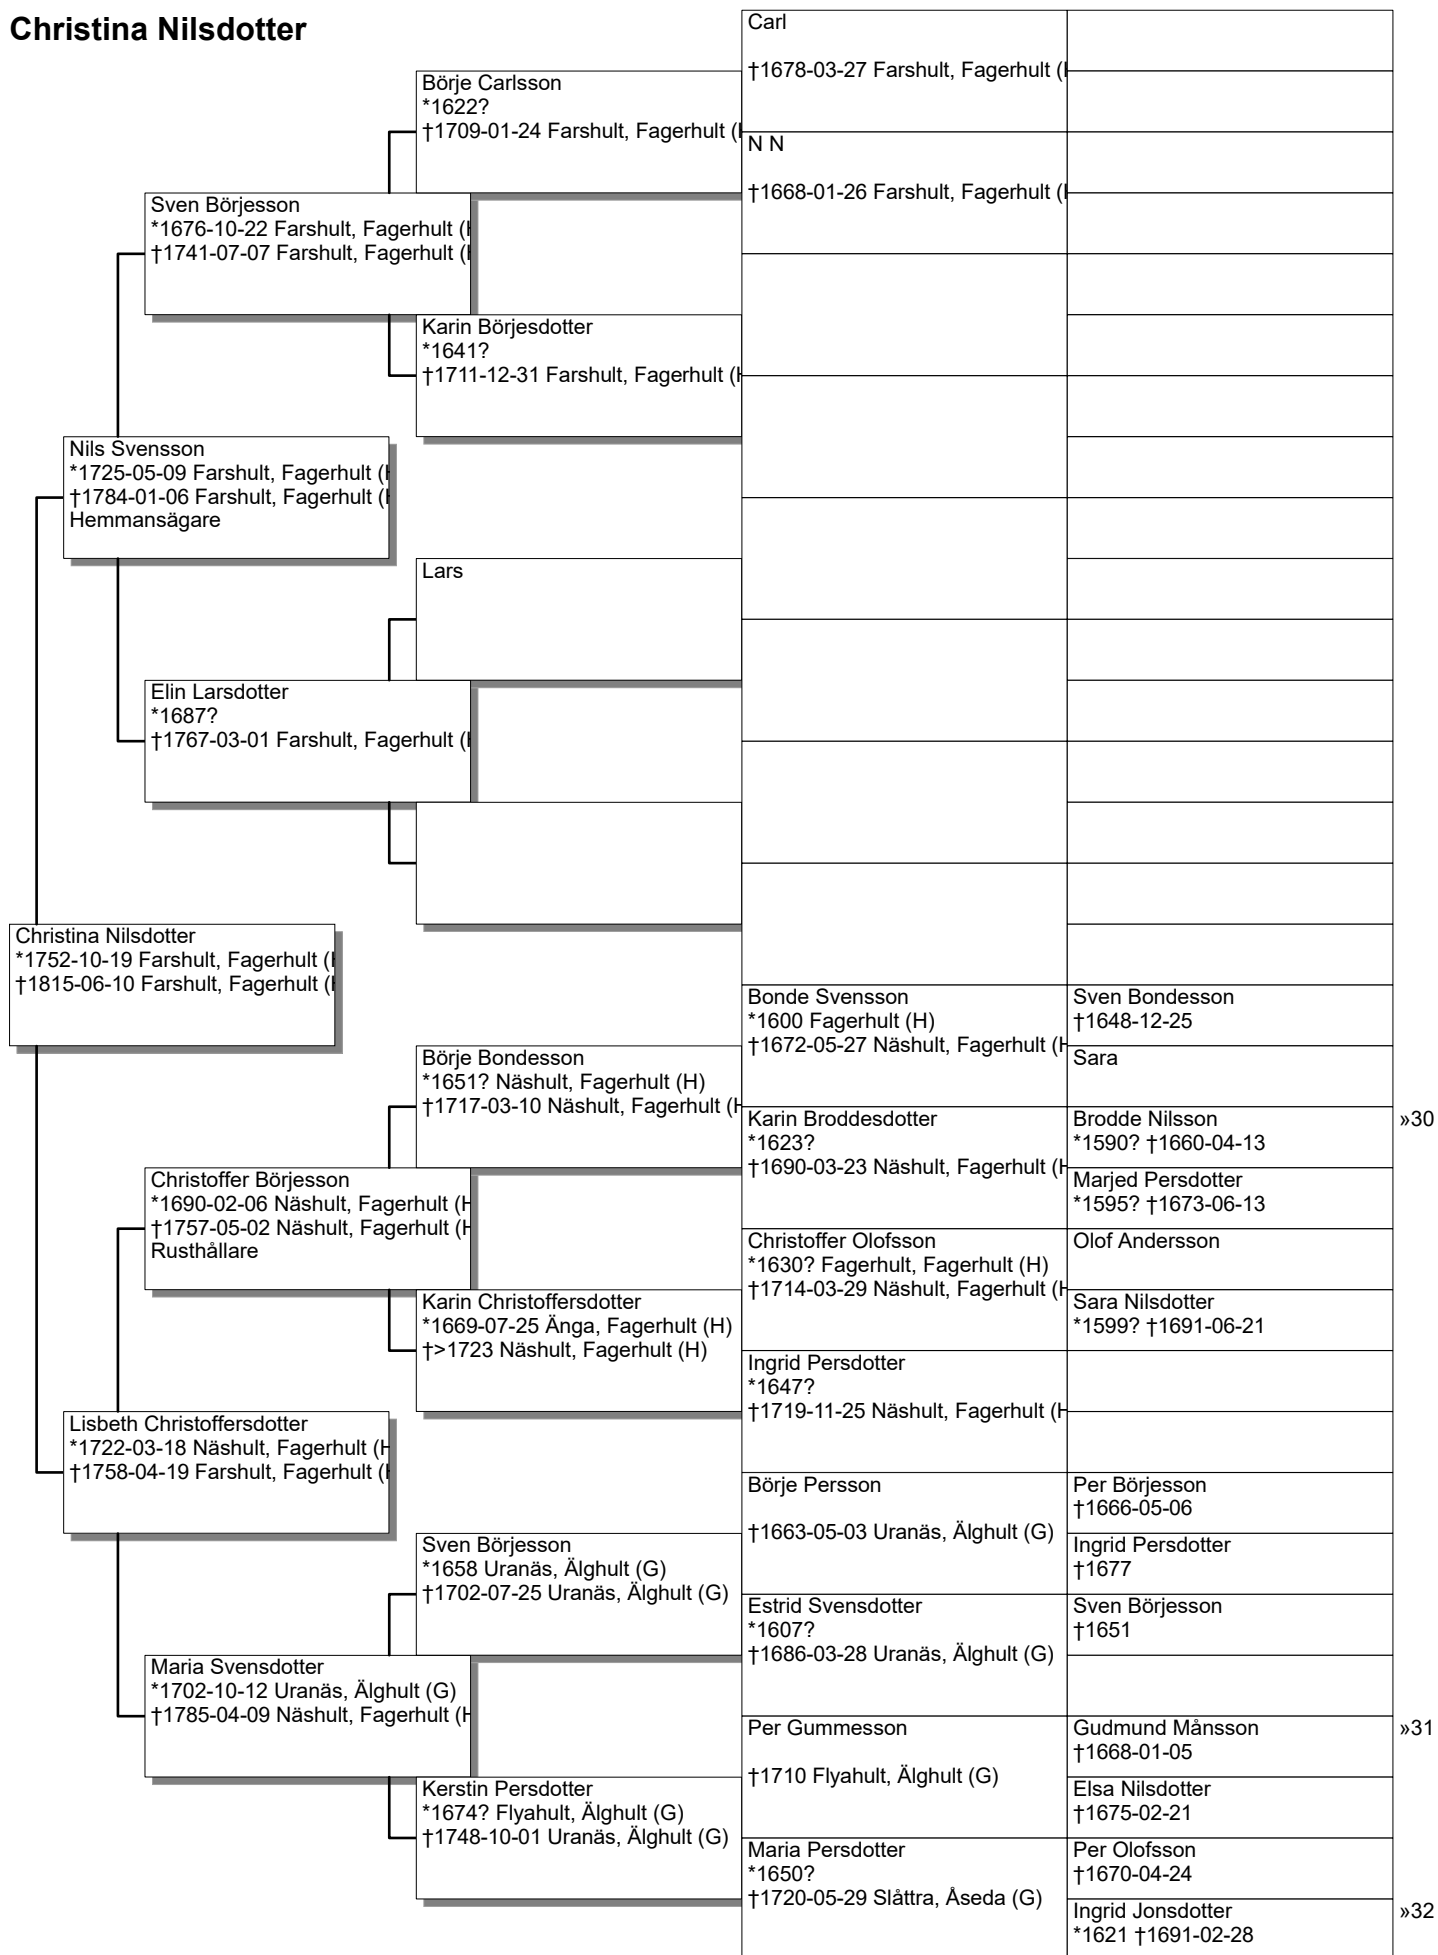 Christina Nilsdotter
Carl
†1678-03-27 Farshult, Fagerhult (
Börje Carlsson
*1622?
†1709-01-24 Farshult, Fagerhult (
N N
†1668-01-26 Farshult, Fagerhult (
Sven Börjesson
*1676-10-22 Farshult, Fagerhult (H
†1741-07-07 Farshult, Fagerhult (
Karin Börjesdotter
*1641?
†1711-12-31 Farshult, Fagerhult (H
Nils Svensson
*1725-05-09 Farshult, Fagerhult (H
†1784-01-06 Farshult, Fagerhult (
Hemmansägare
Lars
Elin Larsdotter
*1687?
†1767-03-01 Farshult, Fagerhult (
Christina Nilsdotter
*1752-10-19 Farshult, Fagerhult (
†1815-06-10 Farshult, Fagerhult (
Bonde Svensson
*1600 Fagerhult (H)
†1672-05-27 Näshult, Fagerhult (H
Sven Bondesson
†1648-12-25
Sara
Börje Bondesson
*1651? Näshult, Fagerhult (H)
†1717-03-10 Näshult, Fagerhult (H
Karin Broddesdotter
*1623?
†1690-03-23 Näshult, Fagerhult (H
Brodde Nilsson
*1590? †1660-04-13
»30
Marjed Persdotter
*1595? †1673-06-13
Christoffer Börjesson
*1690-02-06 Näshult, Fagerhult (H
†1757-05-02 Näshult, Fagerhult (H
Rusthållare
Christoffer Olofsson
*1630? Fagerhult, Fagerhult (H)
†1714-03-29 Näshult, Fagerhult (H
Olof Andersson
Sara Nilsdotter
*1599? †1691-06-21
Karin Christoffersdotter
*1669-07-25 Änga, Fagerhult (H)
†>1723 Näshult, Fagerhult (H)
Ingrid Persdotter
*1647?
†1719-11-25 Näshult, Fagerhult (H
Lisbeth Christoffersdotter
*1722-03-18 Näshult, Fagerhult (H
†1758-04-19 Farshult, Fagerhult (
Börje Persson
†1663-05-03 Uranäs, Älghult (G)
Per Börjesson
†1666-05-06
Ingrid Persdotter
†1677
Sven Börjesson
*1658 Uranäs, Älghult (G)
†1702-07-25 Uranäs, Älghult (G)
Estrid Svensdotter
*1607?
†1686-03-28 Uranäs, Älghult (G)
Sven Börjesson
†1651
Maria Svensdotter
*1702-10-12 Uranäs, Älghult (G)
†1785-04-09 Näshult, Fagerhult (H
Per Gummesson
†1710 Flyahult, Älghult (G)
Gudmund Månsson
†1668-01-05
»31
Elsa Nilsdotter
†1675-02-21
Kerstin Persdotter
*1674? Flyahult, Älghult (G)
†1748-10-01 Uranäs, Älghult (G)
Maria Persdotter
*1650?
†1720-05-29 Slåttra, Åseda (G)
Per Olofsson
†1670-04-24
Ingrid Jonsdotter
*1621 †1691-02-28
»32